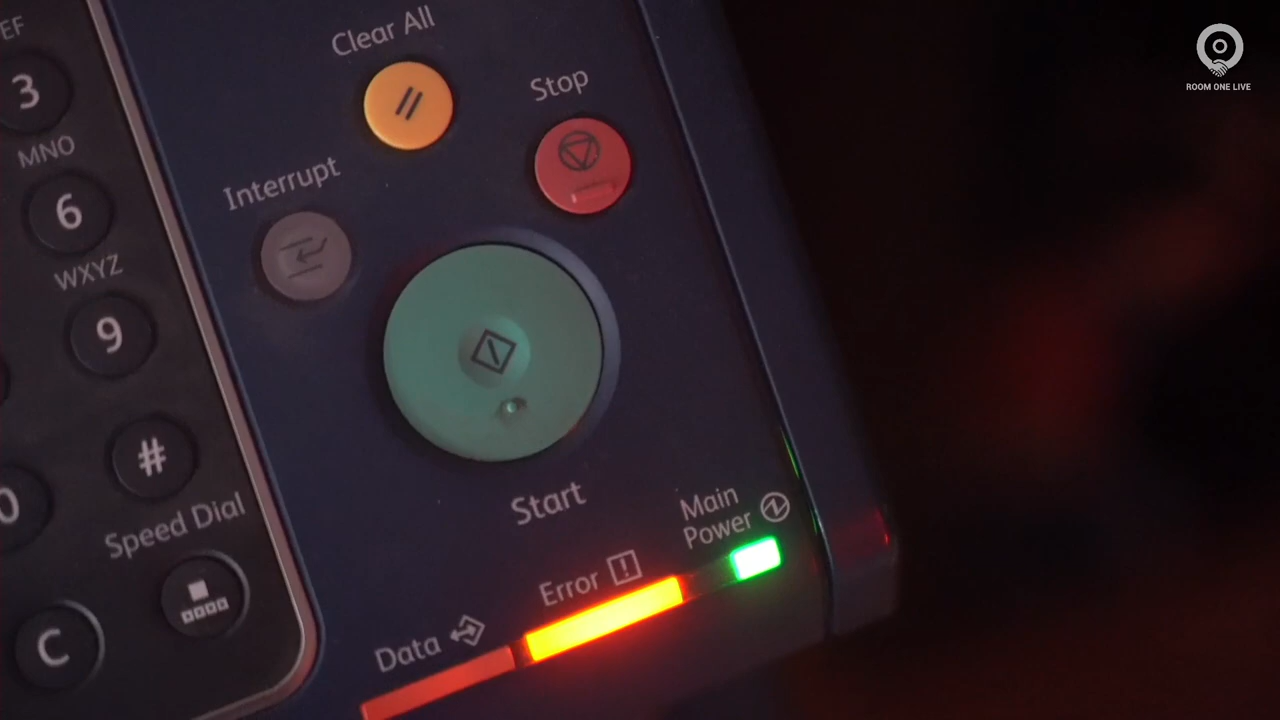 Clear All
Stop
Interrupt
Start
Main
Power
Error
Data
EF
3
MNO
6
WXYZ
9
0
#
Speed Dial
C
ROOM ONE LIVE